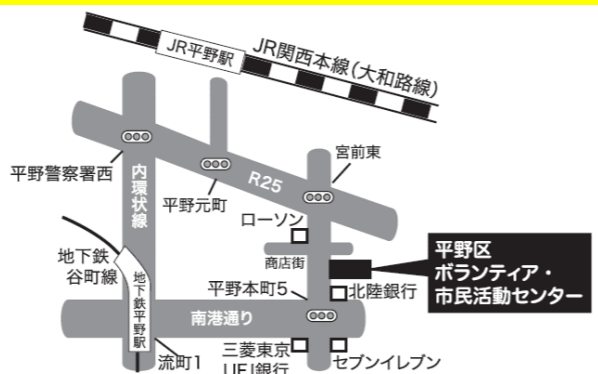 JR平野駅
JR関西本線(大和路線)
平野警察署西
内環状線
平野元町
R25
宮前東
ローソン
地下鉄
谷町線
商店街
平野区
ボランティア・
市民活動センター
地下鉄平野駅
平野本町5
北陸銀行
南港通り
流町1
三菱東京
UFJ銀行
セブンイレブン